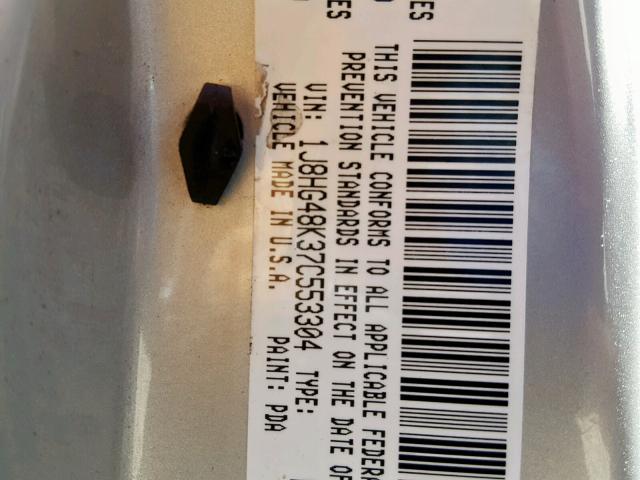 ES
ES
THIS VEHICLE CONFORMS TO ALL APPLICABLE FEDERA
PREVENTION STANDARDS IN EFFECT ON THE DATE OF
VIN: 1J8HG48K37C553304 TYPE:
VEHICLE MADE IN U.S.A. PAINT: PDA